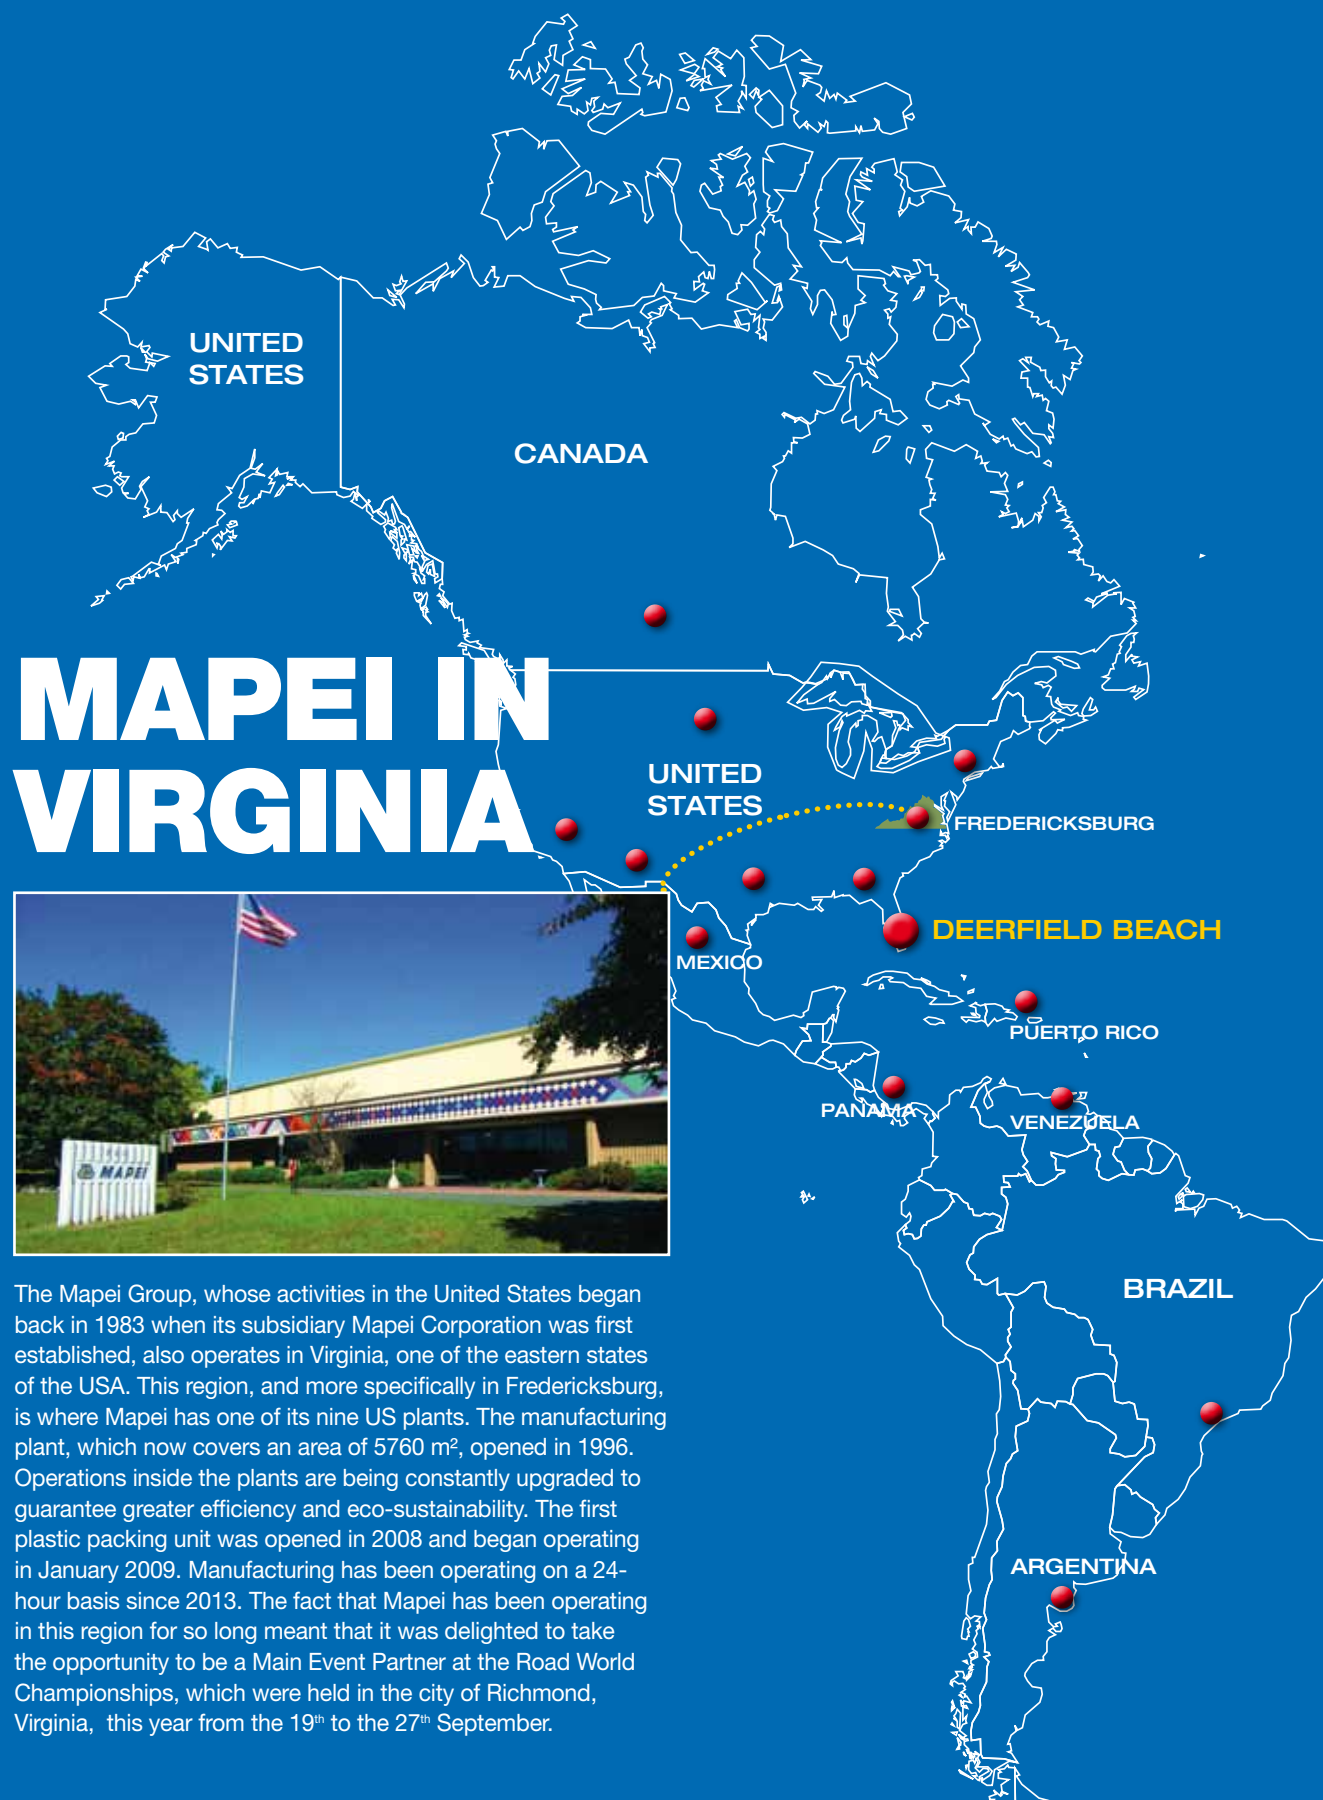 UNITED
STATES
CANADA
MAPEI IN
VIRGINIA
UNITED
STATES
FREDERICKSBURG
DEERFIELD BEACH
MEXICO
PUERTO RICO
PANAMA
VENEZUELA
BRAZIL
ARGENTINA
MAPEI
The Mapei Group, whose activities in the United States began
back in 1983 when its subsidiary Mapei Corporation was first
established, also operates in Virginia, one of the eastern states
of the USA. This region, and more specifically in Fredericksburg,
is where Mapei has one of its nine US plants. The manufacturing
plant, which now covers an area of 5760 m², opened in 1996.
Operations inside the plants are being constantly upgraded to
guarantee greater efficiency and eco-sustainability. The first
plastic packing unit was opened in 2008 and began operating
in January 2009. Manufacturing has been operating on a 24-
hour basis since 2013. The fact that Mapei has been operating
in this region for so long meant that it was delighted to take
the opportunity to be a Main Event Partner at the Road World
Championships, which were held in the city of Richmond,
Virginia, this year from the 19th to the 27th September.